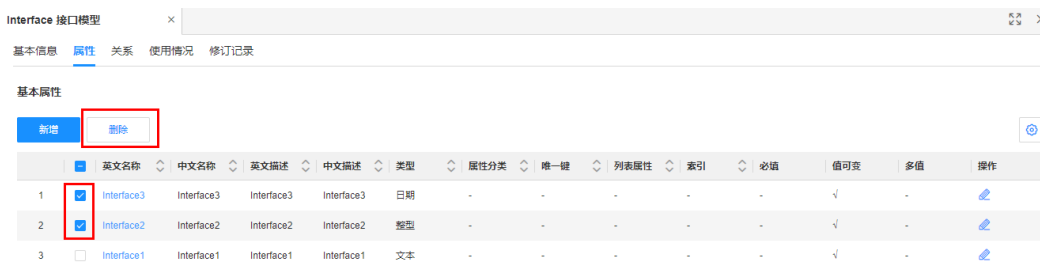 Interface 接口模型 ×
基本信息 属性 关系 使用情况 修订记录
基本属性
新增 删除
英文名称 中文名称 英文描述 中文描述 类型 属性分类 唯一键 列表属性 索引 必填 值可变 多值 操作
1 Interface3 Interface3 Interface3 Interface3 日期 - - - - - √ -
2 Interface2 Interface2 Interface2 Interface2 整型 - - - - - √ -
3 Interface1 Interface1 Interface1 Interface1 文本 - - - - - √ -